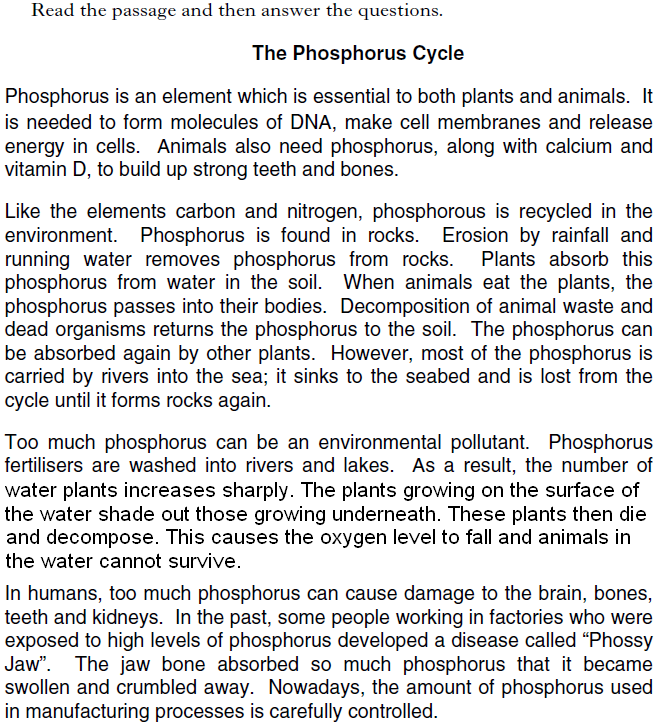 Read the passage and then answer the questions.
The Phosphorus Cycle
Phosphorus is an element which is essential to both plants and animals. It
is needed to form molecules of DNA, make cell membranes and release
energy in cells. Animals also need phosphorus, along with calcium and
vitamin D, to build up strong teeth and bones.
Like the elements carbon and nitrogen, phosphorous is recycled in the
environment. Phosphorus is found in rocks. Erosion by rainfall and
running water removes phosphorus from rocks. Plants absorb this
phosphorus from water in the soil. When animals eat the plants, the
phosphorus passes into their bodies. Decomposition of animal waste and
dead organisms returns the phosphorus to the soil. The phosphorus can
be absorbed again by other plants. However, most of the phosphorus is
carried by rivers into the sea; it sinks to the seabed and is lost from the
cycle until it forms rocks again.
Too much phosphorus can be an environmental pollutant. Phosphorus
fertilisers are washed into rivers and lakes. As a result, the number of
water plants increases sharply. The plants growing on the surface of
the water shade out those growing underneath. These plants then die
and decompose. This causes the oxygen level to fall and animals in
the water cannot survive.
In humans, too much phosphorus can cause damage to the brain, bones,
teeth and kidneys. In the past, some people working in factories who were
exposed to high levels of phosphorus developed a disease called “Phossy
Jaw”. The jaw bone absorbed so much phosphorus that it became
swollen and crumbled away. Nowadays, the amount of phosphorus used
in manufacturing processes is carefully controlled.